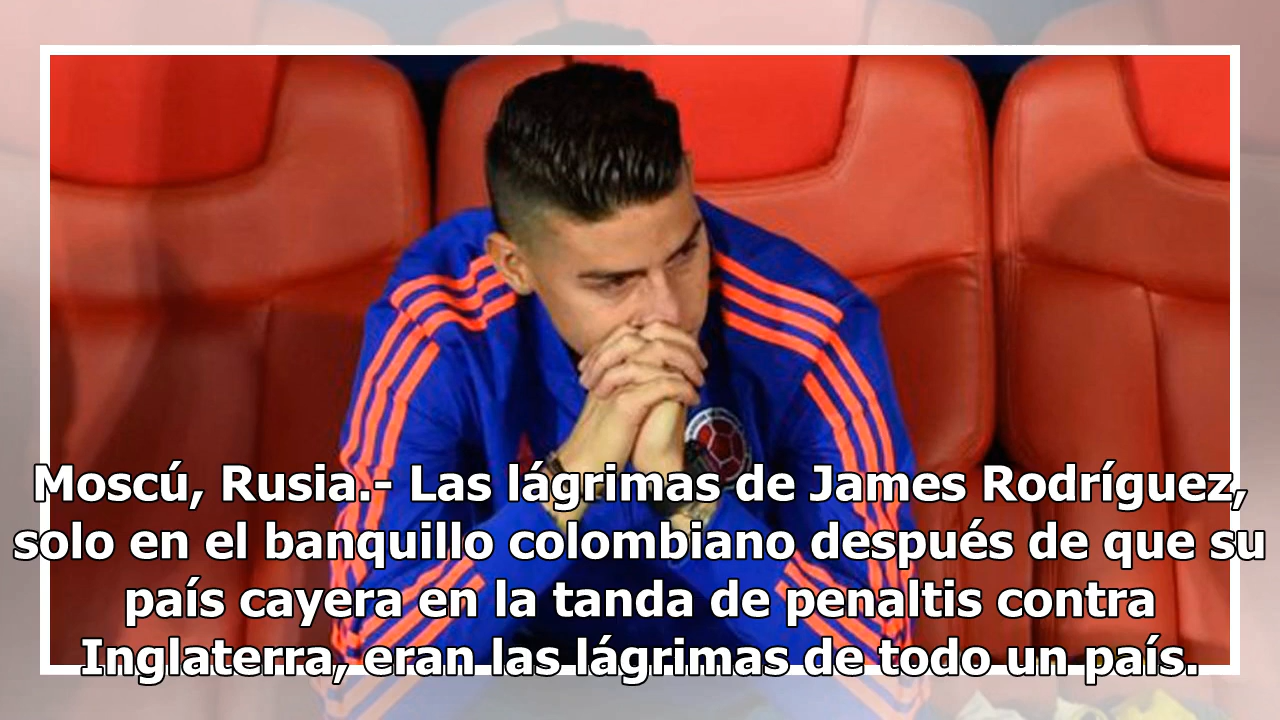 Moscú, Rusia.- Las lágrimas de James Rodríguez,
solo en el banquillo colombiano después de que su
país cayera en la tanda de penaltis contra
Inglaterra, eran las lágrimas de todo un país.